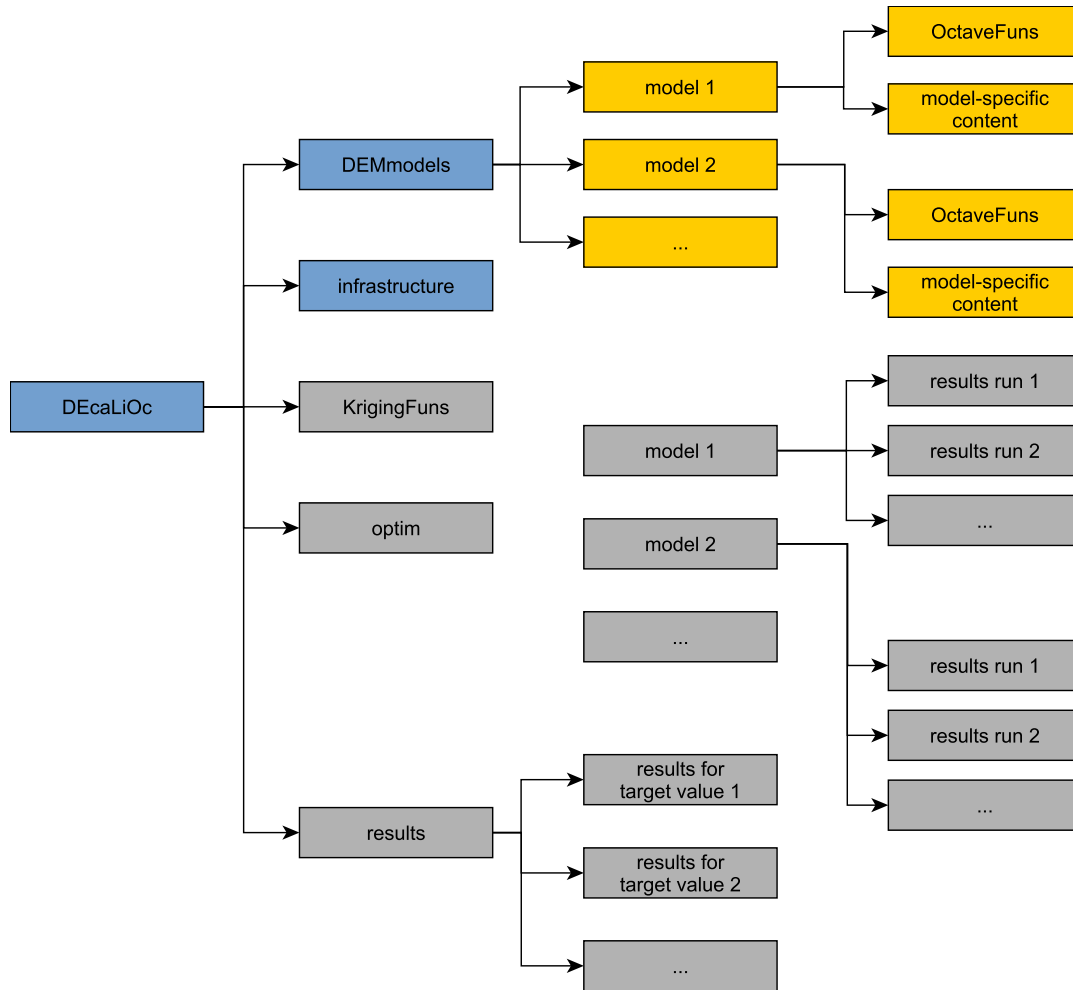 DEcaLiOc
DEMmodels
infrastructure
KrigingFuns
optim
results
model 1
model 2
...
model 1
model 2
...
results for
target value 1
results for
target value 2
...
OctaveFuns
model-specific
content
OctaveFuns
model-specific
content
results run 1
results run 2
...
results run 1
results run 2
...